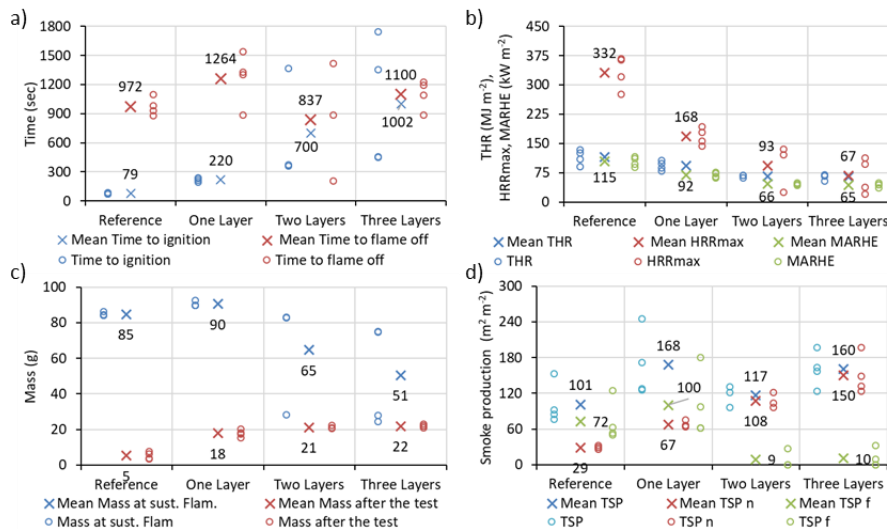 a)
Time (sec)
1800
1500
1200
900
600
300
0
972
79
1264
220
837
700
1100
1002
Reference One Layer Two Layers Three Layers
Mean Time to ignition Mean Time to flame off
Time to ignition Time to flame off
b)
THR (MJ m⁻²),
HRRmax, MARHE (kW m⁻²)
450
375
300
225
150
75
0
332
115
168
92
93
66
67
65
Reference One Layer Two Layers Three Layers
Mean THR Mean HRRmax Mean MARHE
THR HRRmax MARHE
c)
Mass (g)
100
80
60
40
20
0
85
5
90
18
65
21
51
22
Reference One Layer Two Layers Three Layers
Mean Mass at sust. Flam. Mean Mass after the test
Mass at sust. Flam Mass after the test
d)
Smoke production (m² m⁻²)
300
240
180
120
60
0
101
72
29
168
100
67
117
108
9
160
150
10
Reference One Layer Two Layers Three Layers
Mean TSP Mean TSP n Mean TSP f
TSP TSP n TSP f